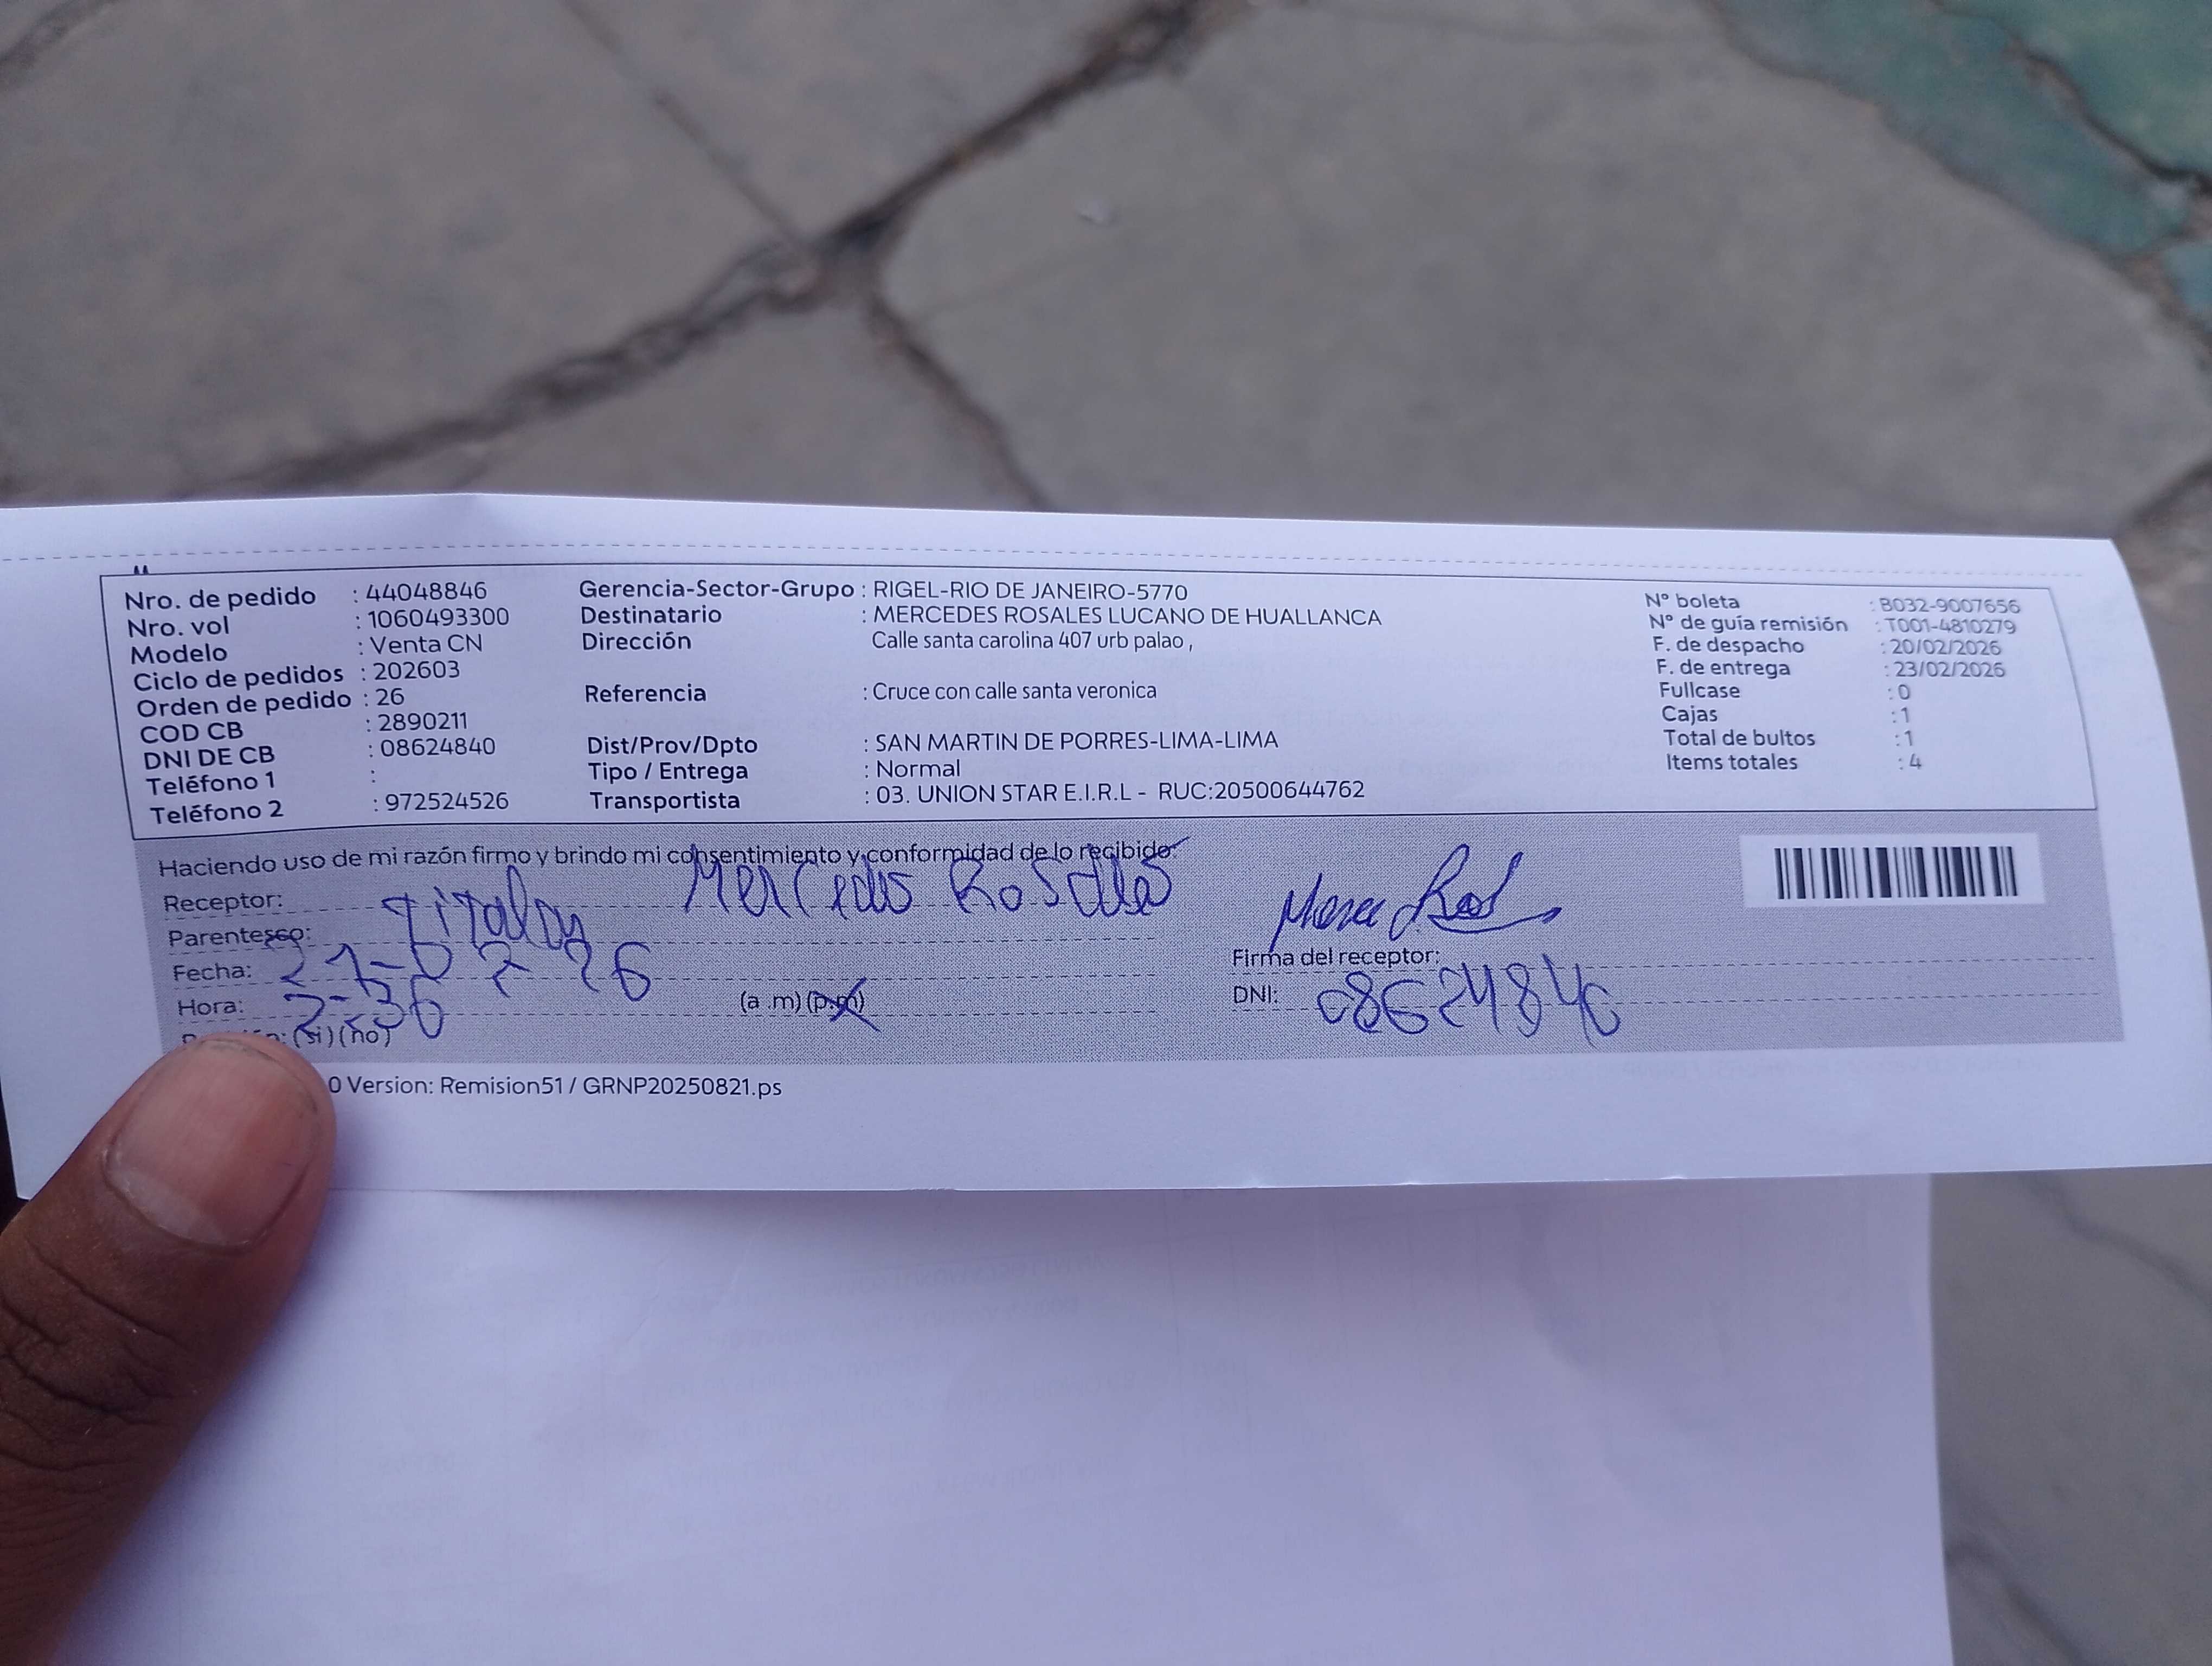 Nro. de pedido : 44048846
Nro. vol : 1060493300
Modelo : Venta CN
Ciclo de pedidos : 202603
Orden de pedido : 26
COD CB : 2890211
DNI DE CB : 08624840
Teléfono 1 :
Teléfono 2 : 972524526
Gerencia-Sector-Grupo : RIGEL-RIO DE JANEIRO-5770
Destinatario : MERCEDES ROSALES LUCANO DE HUALLANCA
Dirección Calle santa carolina 407 urb palao ,
Referencia : Cruce con calle santa veronica
Dist/Prov/Dpto : SAN MARTIN DE PORRES-LIMA-LIMA
Tipo / Entrega : Normal
Transportista : 03. UNION STAR E.I.R.L - RUC:20500644762
N° boleta : B032-9007656
N° de guía remisión : T001-4810279
F. de despacho : 20/02/2026
F. de entrega : 23/02/2026
Fullcase : 0
Cajas : 1
Total de bultos : 1
Items totales : 4
Haciendo uso de mi razón firmo y brindo mi consentimiento y conformidad de lo recibido:
Receptor: Mercedes Rosales
Parentesco: Titular
Fecha: 21-02-26
Hora: 2-36 (a .m) (p.m)
(si) (no)
Firma del receptor:
DNI: 08624840
0 Version: Remision51 / GRNP20250821.ps